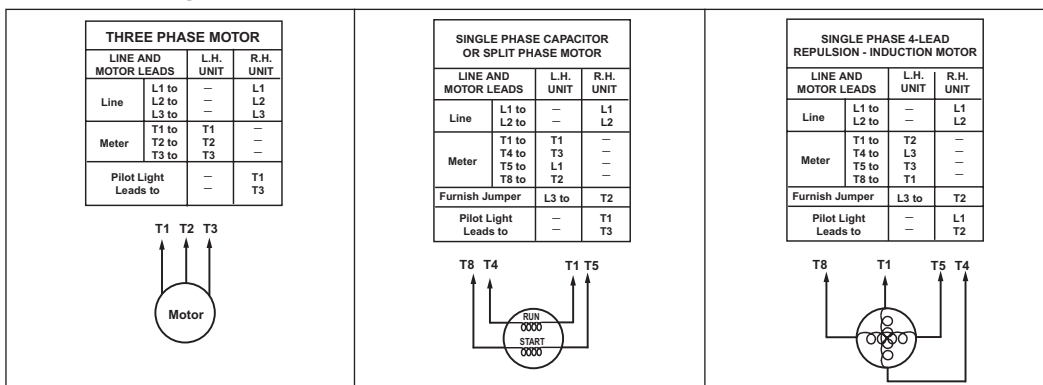 THREE PHASE MOTOR
LINE AND MOTOR LEADS L.H. UNIT R.H. UNIT
Line L1 to – L1
L2 to – L2
L3 to – L3
Meter T1 to T1 –
T2 to T2 –
T3 to T3 –
Pilot Light Leads to – T1
– T3
T1 T2 T3
Motor
SINGLE PHASE CAPACITOR
OR SPLIT PHASE MOTOR
LINE AND MOTOR LEADS L.H. UNIT R.H. UNIT
Line L1 to – L1
L2 to – L2
Meter T1 to T1 –
T4 to T3 –
T5 to L1 –
T8 to T2 –
Furnish Jumper L3 to T2
Pilot Light Leads to – T1
– T3
T8 T4 T1 T5
RUN
START
SINGLE PHASE 4-LEAD
REPULSION - INDUCTION MOTOR
LINE AND MOTOR LEADS L.H. UNIT R.H. UNIT
Line L1 to – L1
L2 to – L2
Meter T1 to T2 –
T4 to L3 –
T5 to T3 –
T8 to T1 –
Furnish Jumper L3 to T2
Pilot Light Leads to – L1
– T2
T8 T1 T5 T4